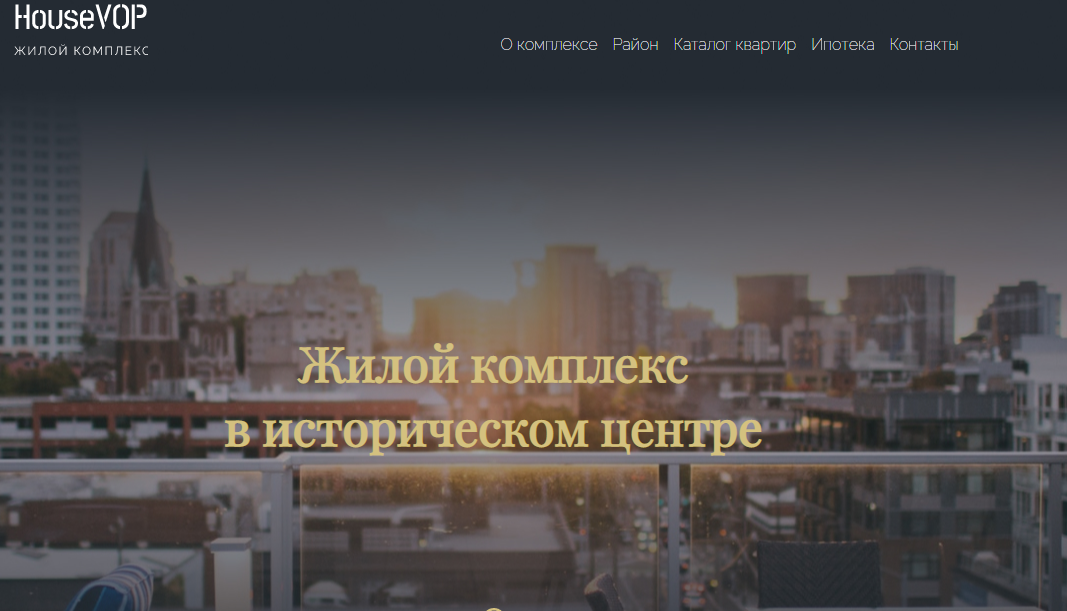 HouseVOP
ЖИЛОЙ КОМПЛЕКС
О комплексе Район Каталог квартир Ипотека Контакты
Жилой комплекс
в историческом центре